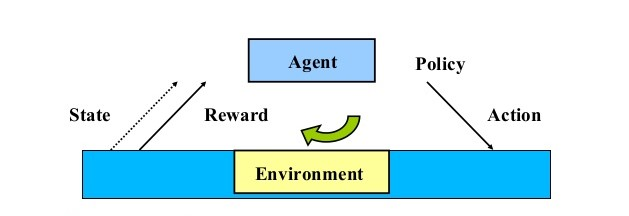 Agent
Policy
State
Reward
Action
Environment